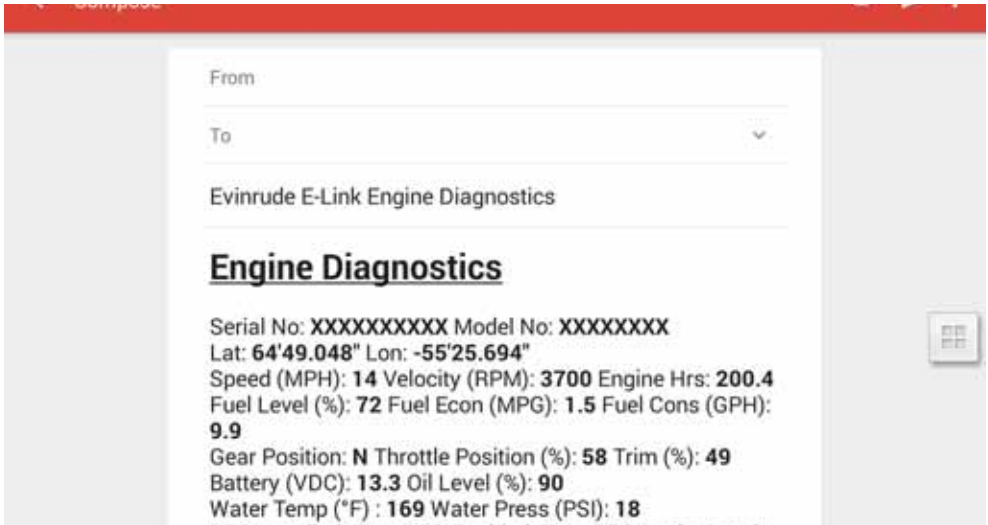 Compose
From
To
Evinrude E-Link Engine Diagnostics
Engine Diagnostics
Serial No: XXXXXXXXXX Model No: XXXXXXXX
Lat: 64'49.048" Lon: -55'25.694"
Speed (MPH): 14 Velocity (RPM): 3700 Engine Hrs: 200.4
Fuel Level (%): 72 Fuel Econ (MPG): 1.5 Fuel Cons (GPH):
9.9
Gear Position: N Throttle Position (%): 58 Trim (%): 49
Battery (VDC): 13.3 Oil Level (%): 90
Water Temp (°F) : 169 Water Press (PSI): 18